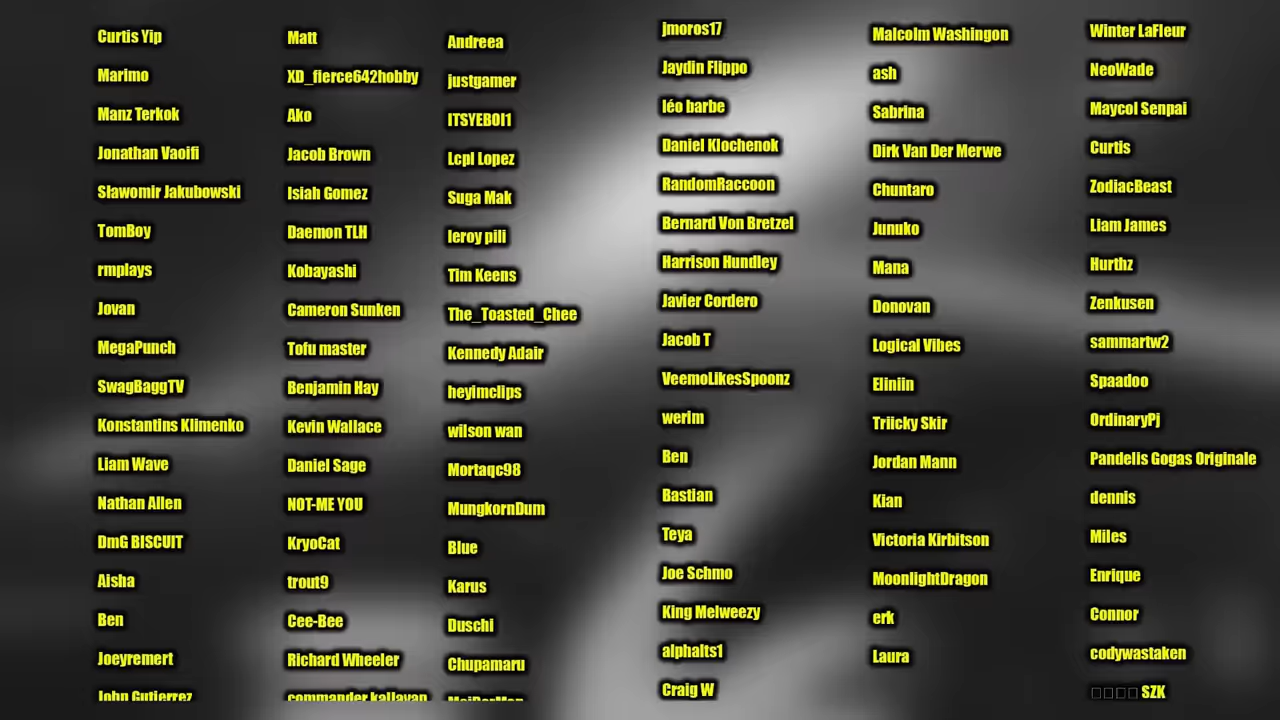 Curtis Yip
Marimo
Manz Terkok
Jonathan Vaoifi
Sławomir Jakubowski
TomBoy
rmplays
Jovan
MegaPunch
SwagBaggTV
Konstantins Klimenko
Liam Wave
Nathan Allen
DmG BISCUIT
Aisha
Ben
Joeyremert
John Gutierrez
Matt
XD_fierce642hobby
Ako
Jacob Brown
Isiah Gomez
Daemon TLH
Kobayashi
Cameron Sunken
Tofu master
Benjamin Hay
Kevin Wallace
Daniel Sage
NOT-ME YOU
KryoCat
trout9
Cee-Bee
Richard Wheeler
commander kallavan
Andreea
justgamer
ITSYEBOI1
Lcpl Lopez
Suga Mak
leroy pili
Tim Keens
The_Toasted_Chee
Kennedy Adair
heyimclips
wilson wan
Mortaqc98
MungkornDum
Blue
Karus
Duschi
Chupamaru
jmoros17
Jaydin Flippo
léo barbe
Daniel Klochenok
RandomRaccoon
Bernard Von Bretzel
Harrison Hundley
Javier Cordero
Jacob T
VeemoLikesSpoonz
werim
Ben
Bastian
Teya
Joe Schmo
King Melweezy
alphafts1
Craig W
Malcolm Washingon
ash
Sabrina
Dirk Van Der Merwe
Chuntaro
Junuko
Mana
Donovan
Logical Vibes
Eliniin
Triicky Skir
Jordan Mann
Kian
Victoria Kirbitson
MoonlightDragon
erk
Laura
Winter LaFleur
NeoWade
Maycol Senpai
Curtis
ZodiacBeast
Liam James
Hurthz
Zenkusen
sammartw2
Spaadoo
OrdinaryPj
Pandelis Gogas Originale
dennis
Miles
Enrique
Connor
codywastaken
SZK